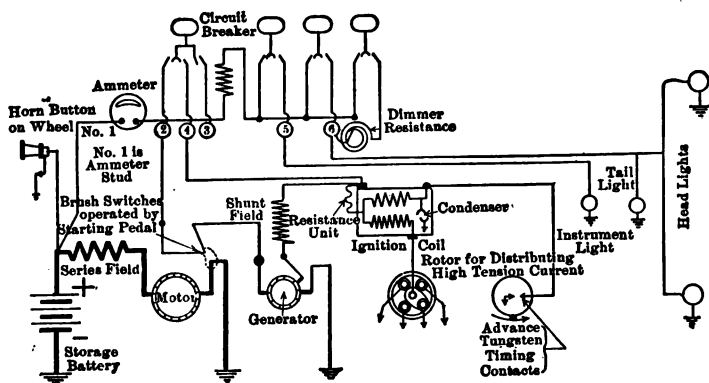 Circuit
Breaker
Ammeter
Horn Button
on Wheel
No. 1
2
4
3
5
6
Dimmer
Resistance
No. 1 is
Ammeter
Stud
Brush Switches
operated by
Starting Pedal
Shunt
Field
Resistance
Unit
Condenser
Tail
Light
Head Lights
Instrument
Light
Ignition Coil
Rotor for Distributing
High Tension Current
Series Field
+
Motor
Generator
−
Storage
Battery
Advance
Tungsten
Timing
Contacts